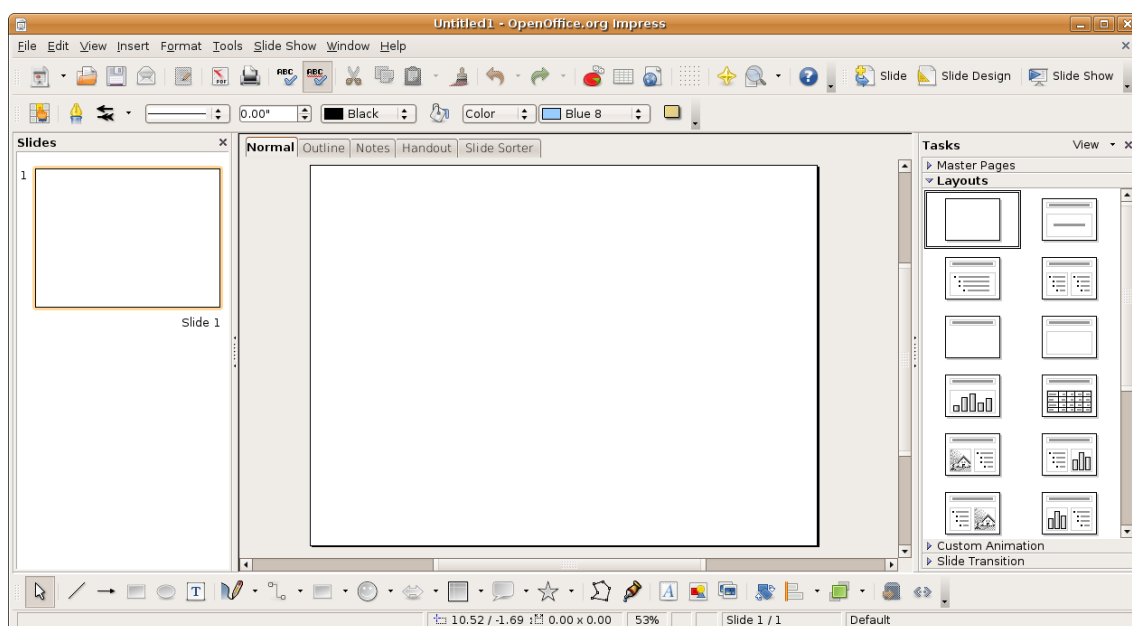 Untitled1 - OpenOffice.org Impress
File Edit View Insert Format Tools Slide Show Window Help
PDF ABC ABC Slide Slide Design Slide Show
0.00" Black Color Blue 8
Slides
Normal Outline Notes Handout Slide Sorter
Tasks View
Master Pages
1
Layouts
Slide 1
Custom Animation
Slide Transition
T A
10.52 / -1.69 0.00 x 0.00 53% Slide 1 / 1 Default